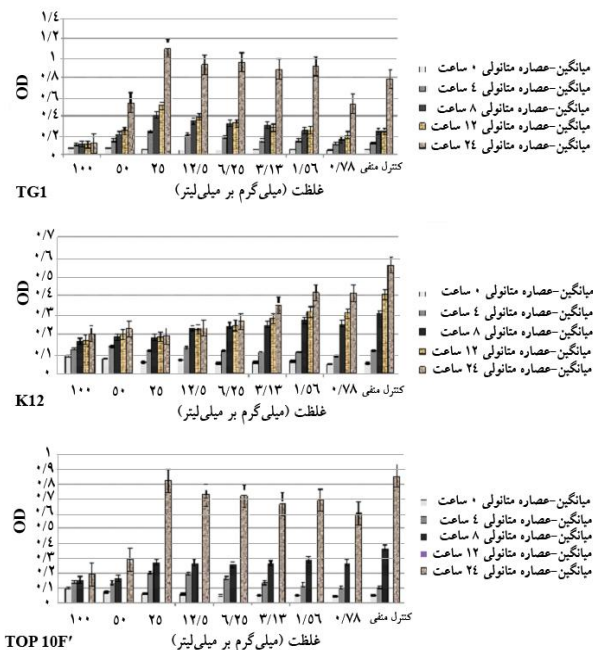 ۱/۴
۱/۲
۱
۰/۸
۰/۶
۰/۴
۰/۲
۰
OD
۱۰۰ ۵۰ ۲۵ ۱۲/۵ ۶/۲۵ ۳/۱۳ ۱/۵۶ ۰/۷۸ کنترل منفی
غلظت (میلی‌گرم بر میلی‌لیتر)
TG1
میانگین-عصاره متانولی ۰ ساعت
میانگین-عصاره متانولی ۴ ساعت
میانگین-عصاره متانولی ۸ ساعت
میانگین-عصاره متانولی ۱۲ ساعت
میانگین-عصاره متانولی ۲۴ ساعت
۰/۷
۰/۶
۰/۵
۰/۴
۰/۳
۰/۲
۰/۱
۰
۱۰۰ ۵۰ ۲۵ ۱۲/۵ ۶/۲۵ ۳/۱۳ ۱/۵۶ ۰/۷۸ کنترل منفی
غلظت (میلی‌گرم بر میلی‌لیتر)
K12
میانگین-عصاره متانولی ۰ ساعت
میانگین-عصاره متانولی ۴ ساعت
میانگین-عصاره متانولی ۸ ساعت
میانگین-عصاره متانولی ۱۲ ساعت
میانگین-عصاره متانولی ۲۴ ساعت
۱
۰/۹
۰/۸
۰/۷
۰/۶
۰/۵
۰/۴
۰/۳
۰/۲
۰/۱
۰
OD
۱۰۰ ۵۰ ۲۵ ۱۲/۵ ۶/۲۵ ۳/۱۳ ۱/۵۶ ۰/۷۸ کنترل منفی
غلظت (میلی‌گرم بر میلی‌لیتر)
TOP 10F′
میانگین-عصاره متانولی ۰ ساعت
میانگین-عصاره متانولی ۴ ساعت
میانگین-عصاره متانولی ۸ ساعت
میانگین-عصاره متانولی ۱۲ ساعت
میانگین-عصاره متانولی ۲۴ ساعت